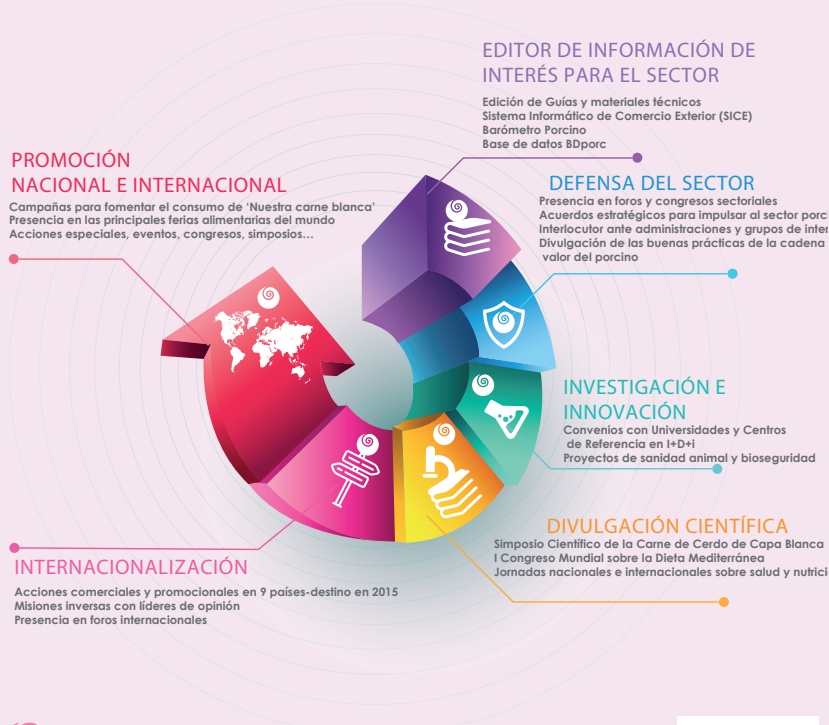 EDITOR DE INFORMACIÓN DE
INTERÉS PARA EL SECTOR
Edición de Guías y materiales técnicos
Sistema Informático de Comercio Exterior (SICE)
Barómetro Porcino
Base de datos BDporc
PROMOCIÓN
NACIONAL E INTERNACIONAL
Campañas para fomentar el consumo de ‘Nuestra carne blanca’
Presencia en las principales ferias alimentarias del mundo
Acciones especiales, eventos, congresos, simposios...
DEFENSA DEL SECTOR
Presencia en foros y congresos sectoriales
Acuerdos estratégicos para impulsar al sector
Interlocutor ante administraciones y grupos de
Divulgación de las buenas prácticas de la cadena
valor del porcino
INVESTIGACIÓN E
INNOVACIÓN
Convenios con Universidades y Centros
de Referencia en I+D+i
Proyectos de sanidad animal y bioseguridad
DIVULGACIÓN CIENTÍFICA
Simposio Científico de la Carne de Cerdo de Capa Blanca
I Congreso Mundial sobre la Dieta Mediterránea
Jornadas nacionales e internacionales sobre salud y
INTERNACIONALIZACIÓN
Acciones comerciales y promocionales en 9 países-destino en 2015
Misiones inversas con líderes de opinión
Presencia en foros internacionales